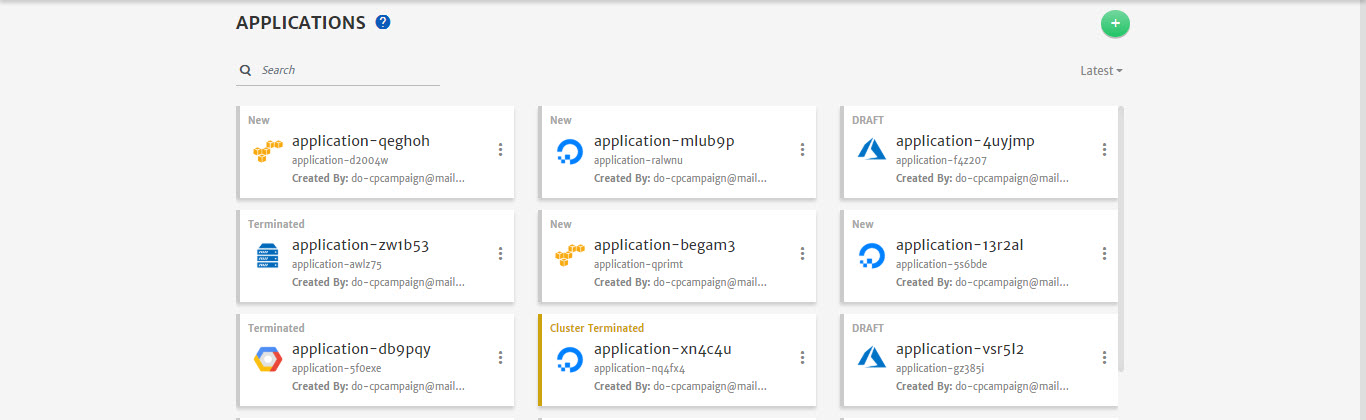 APPLICATIONS ?
Search
Latest
New
application-qeghoh
application-d2004w
Created By: do-cpcampaign@mail...
New
application-mlub9p
application-ralwnu
Created By: do-cpcampaign@mail...
DRAFT
application-4uyjmp
application-f4z207
Created By: do-cpcampaign@mail...
Terminated
application-zw1b53
application-awlz75
Created By: do-cpcampaign@mail...
New
application-begam3
application-qprimt
Created By: do-cpcampaign@mail...
New
application-13r2al
application-5s6bde
Created By: do-cpcampaign@mail...
Terminated
application-db9pqy
application-5f0exe
Created By: do-cpcampaign@mail...
Cluster Terminated
application-xn4c4u
application-nq4fx4
Created By: do-cpcampaign@mail...
DRAFT
application-vsr5l2
application-gz385i
Created By: do-cpcampaign@mail...